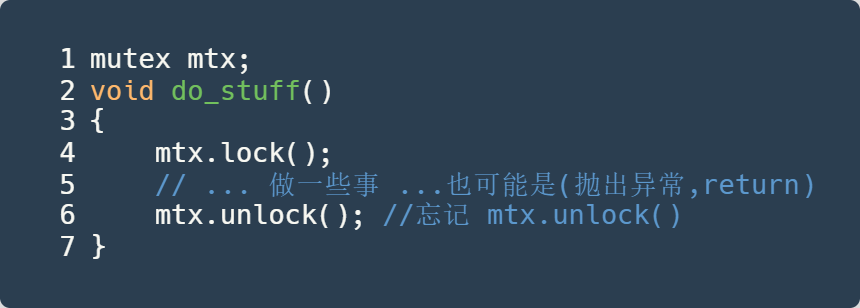 1 mutex mtx;
2 void do_stuff()
3 {
4     mtx.lock();
5     // ... 做一些事 ...也可能是(抛出异常,return)
6     mtx.unlock(); //忘记 mtx.unlock()
7 }